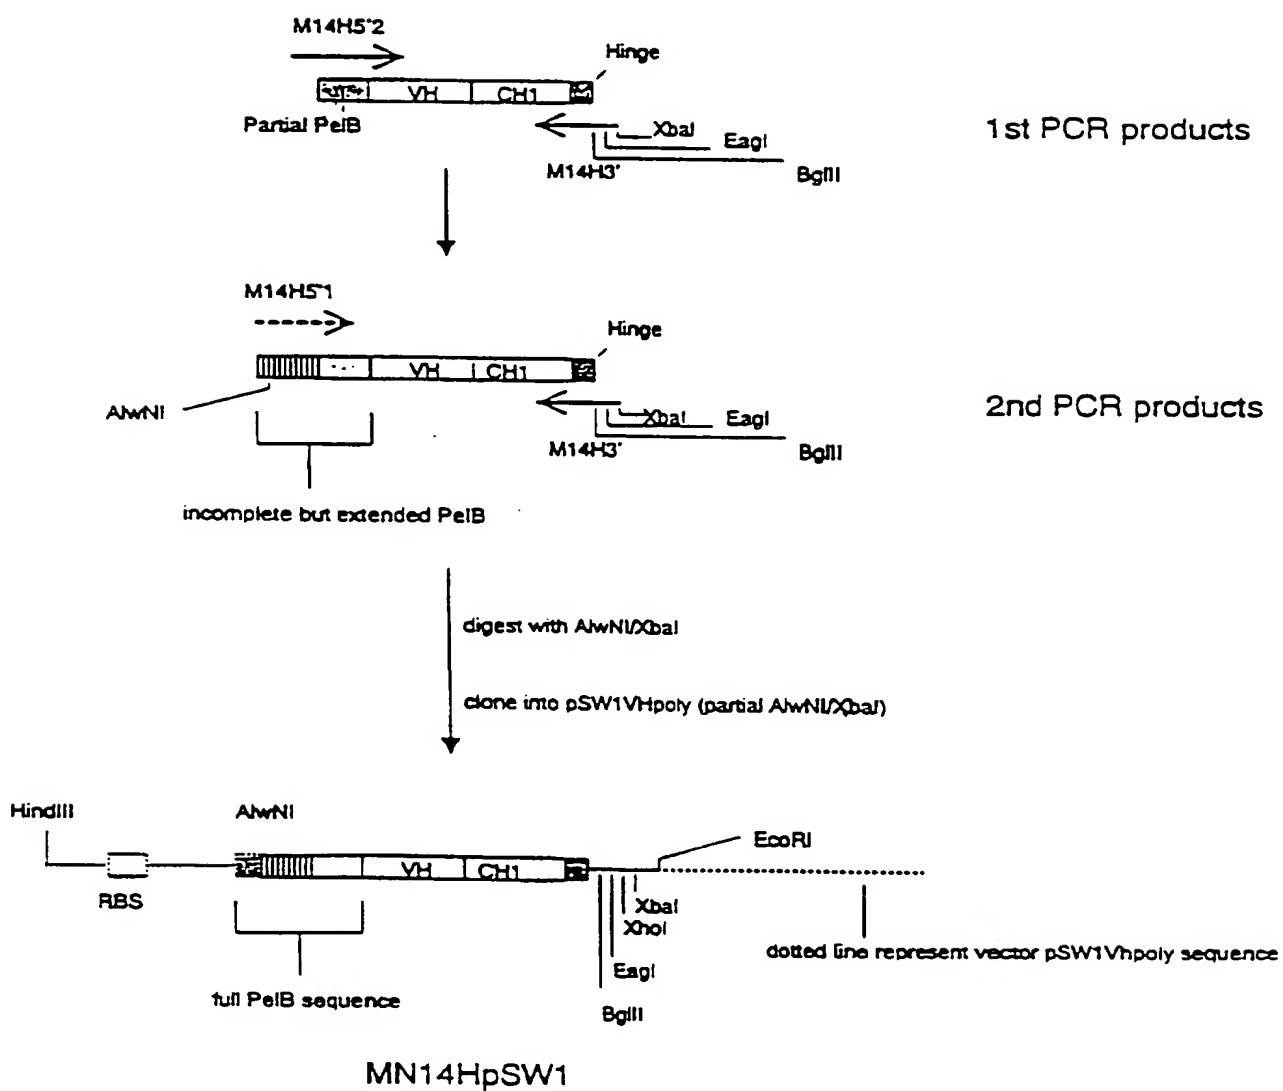 M14H5'2
Hinge
VH
CH1
Partial PelB
XbaI
EagI
M14H3'
BglII
1st PCR products
M14H5'1
Hinge
VH
CH1
AlwNI
XbaI
EagI
M14H3'
BglII
2nd PCR products
incomplete but extended PelB
digest with AlwNI/XbaI
clone into pSW1VHpoly (partial AlwNI/XbaI)
HindIII
AlwNI
EcoRI
VH
CH1
RBS
XbaI
XhoI
EagI
BglII
full PelB sequence
dotted line represent vector pSW1Vhpoly sequence
MN14HpSW1